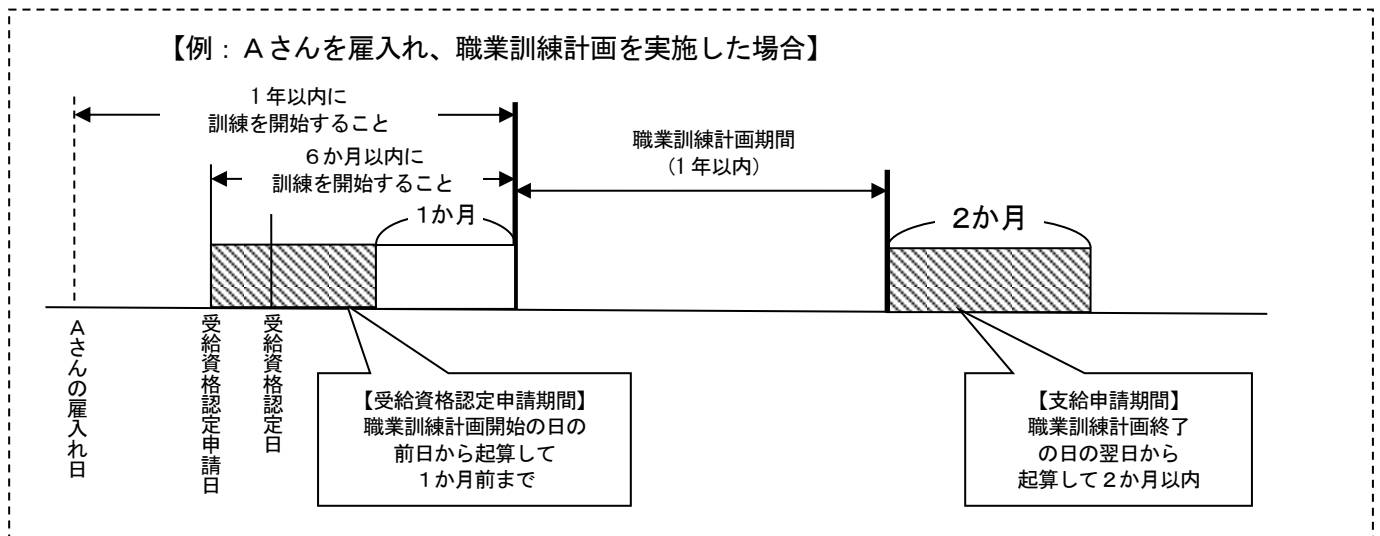 【例：Ａさんを雇入れ、職業訓練計画を実施した場合】
１年以内に
訓練を開始すること
６か月以内に
訓練を開始すること
１か月
職業訓練計画期間
（１年以内）
２か月
Ａさんの雇入れ日
受給資格認定申請日
受給資格認定日
【受給資格認定申請期間】
職業訓練計画開始の日の
前日から起算して
１か月前まで
【支給申請期間】
職業訓練計画終了
の日の翌日から
起算して２か月以内